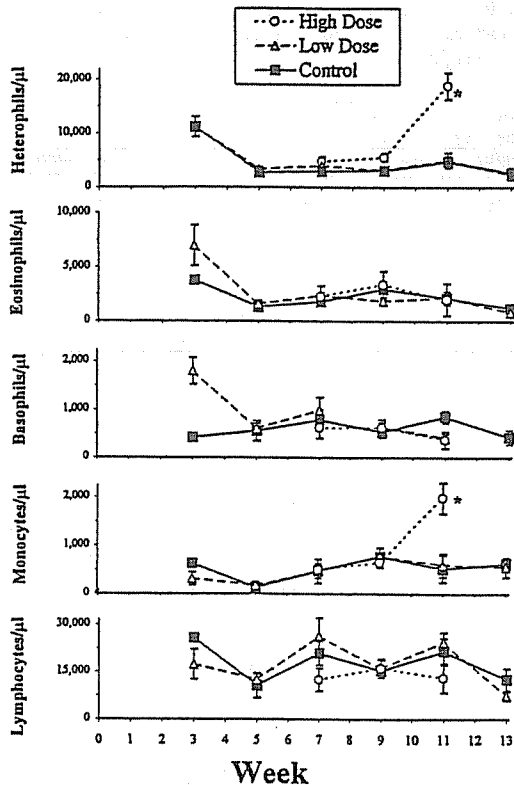 High Dose
Low Dose
Control
Heterophils/µl
20,000
10,000
0
*
Eosinophils/µl
10,000
5,000
0
Basophils/µl
2,000
1,000
0
Monocytes/µl
2,000
1,000
0
*
Lymphocytes/µl
30,000
15,000
0
0 1 2 3 4 5 6 7 8 9 10 11 12 13
Week